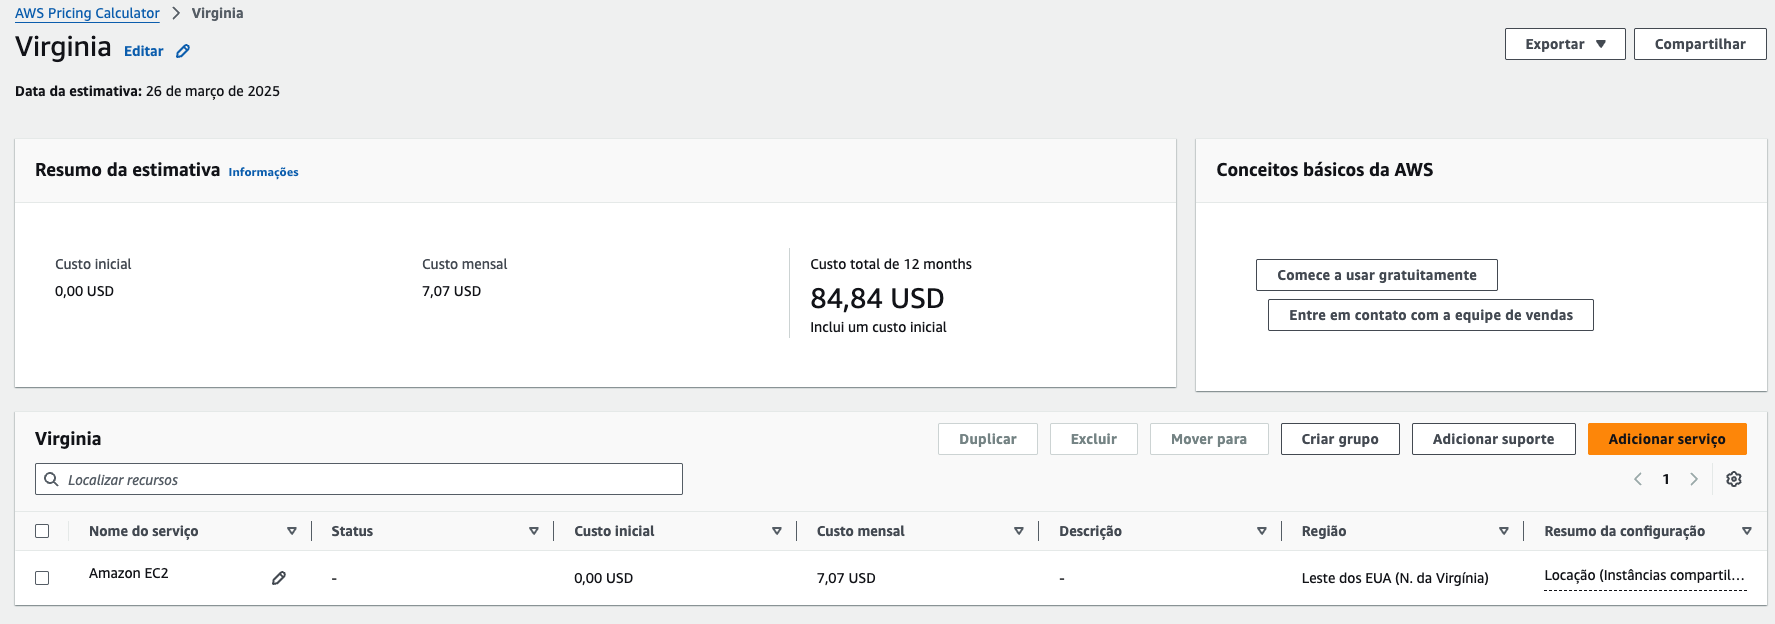 AWS Pricing Calculator > Virginia
Virginia Editar
Exportar Compartilhar
Data da estimativa: 26 de março de 2025
Resumo da estimativa Informações
Custo inicial
0,00 USD
Custo mensal
7,07 USD
Custo total de 12 months
84,84 USD
Inclui um custo inicial
Conceitos básicos da AWS
Comece a usar gratuitamente
Entre em contato com a equipe de vendas
Virginia
Duplicar Excluir Mover para Criar grupo Adicionar suporte Adicionar serviço
Localizar recursos
1
Nome do serviço Status Custo inicial Custo mensal Descrição Região Resumo da configuração
Amazon EC2 - 0,00 USD 7,07 USD - Leste dos EUA (N. da Virgínia) Locação (Instâncias compartil...